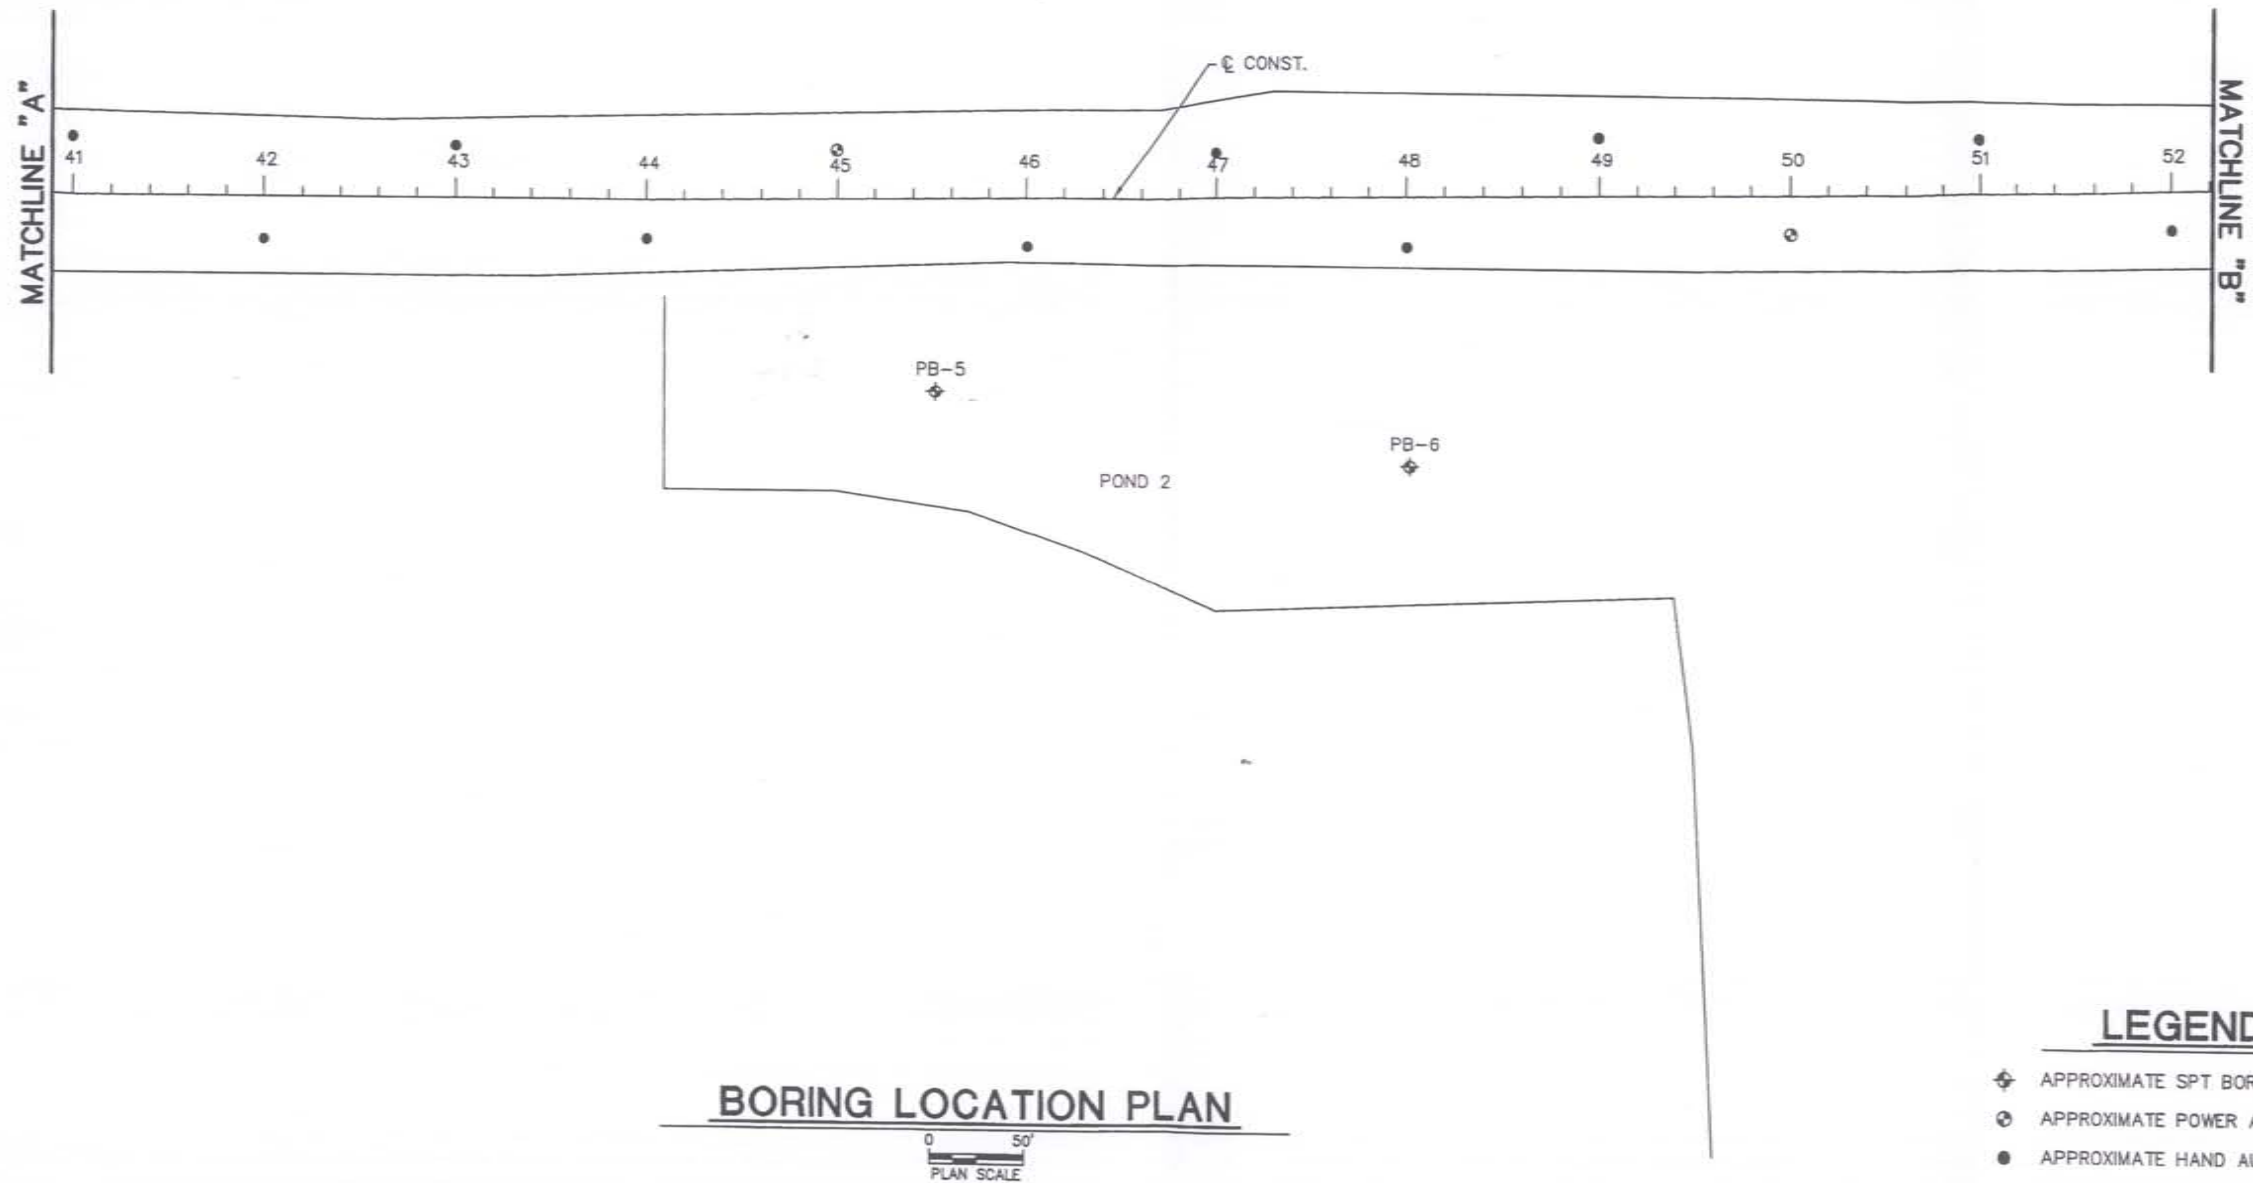 ℄ CONST.
MATCHLINE "A"
MATCHLINE "B"
41 42 43 44 45 46 47 48 49 50 51 52
PB-5
PB-6
POND 2
BORING LOCATION PLAN
0 50'
PLAN SCALE
LEGEND
APPROXIMATE SPT BOR
APPROXIMATE POWER A
APPROXIMATE HAND AU